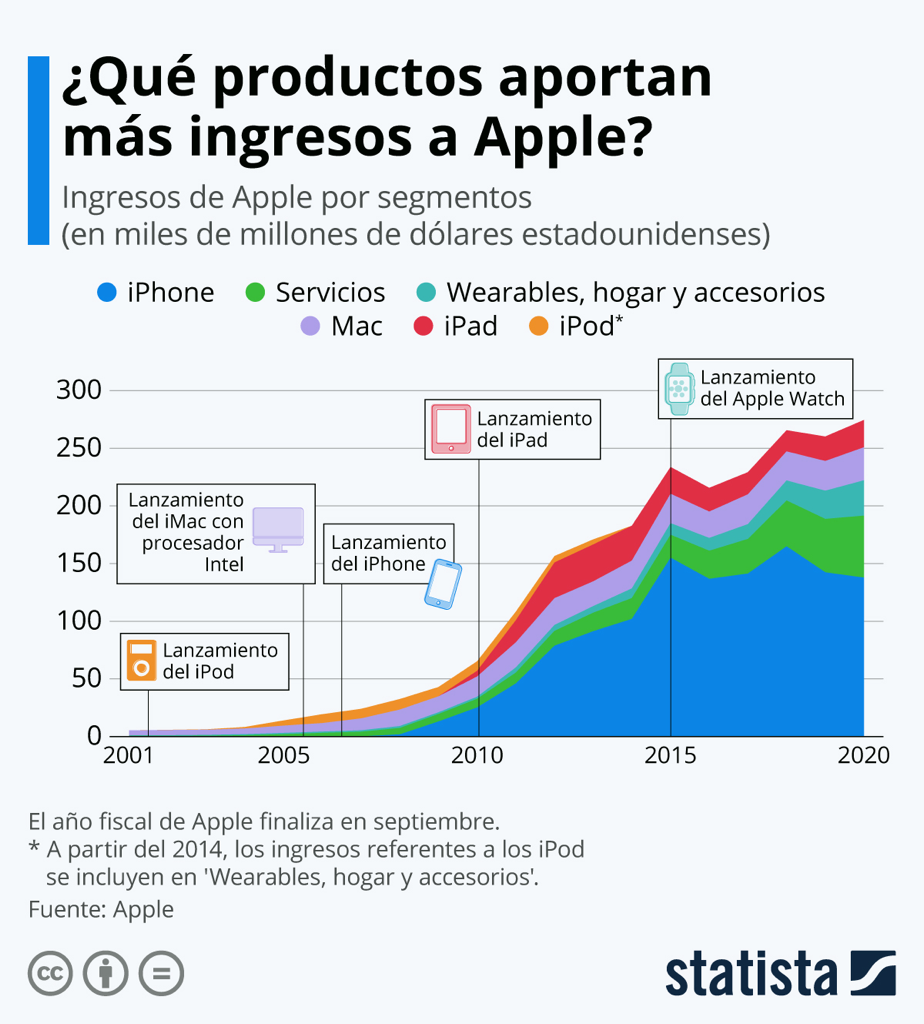 ¿Qué productos aportan
más ingresos a Apple?
Ingresos de Apple por segmentos
(en miles de millones de dólares estadounidenses)
iPhone Servicios Wearables, hogar y accesorios
Mac iPad iPod*
300
250
200
150
100
50
0
Lanzamiento
del Apple Watch
Lanzamiento
del iPad
Lanzamiento
del iMac con
procesador
Intel
Lanzamiento
del iPhone
Lanzamiento
del iPod
2001 2005 2010 2015 2020
El año fiscal de Apple finaliza en septiembre.
* A partir del 2014, los ingresos referentes a los iPod
se incluyen en 'Wearables, hogar y accesorios'.
Fuente: Apple
cc
statista